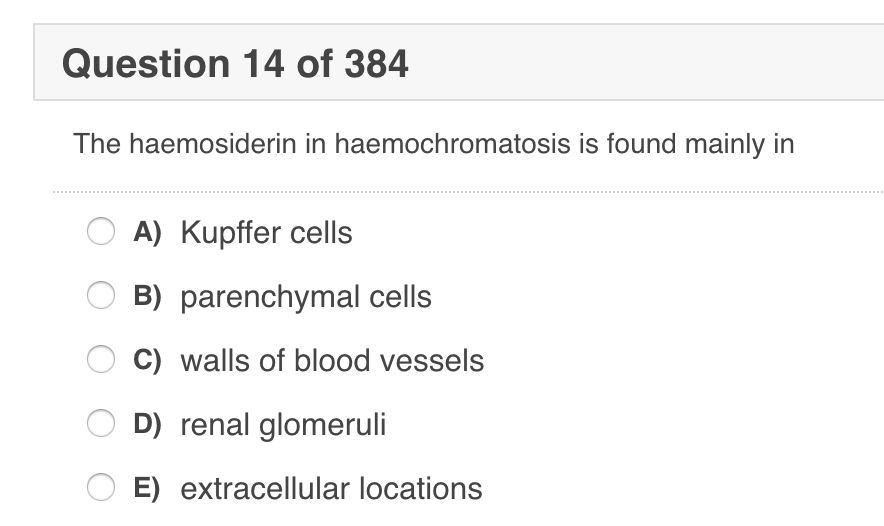 Question 14 of 384
The haemosiderin in haemochromatosis is found mainly in
A) Kupffer cells
B) parenchymal cells
C) walls of blood vessels
D) renal glomeruli
E) extracellular locations